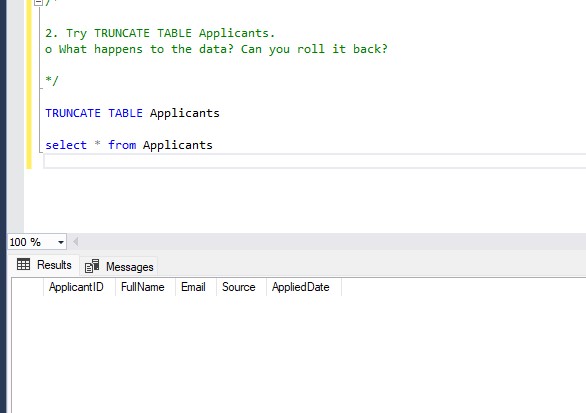 /*
2. Try TRUNCATE TABLE Applicants.
o What happens to the data? Can you roll it back?
*/
TRUNCATE TABLE Applicants
select * from Applicants
100 %
Results Messages
ApplicantID FullName Email Source AppliedDate